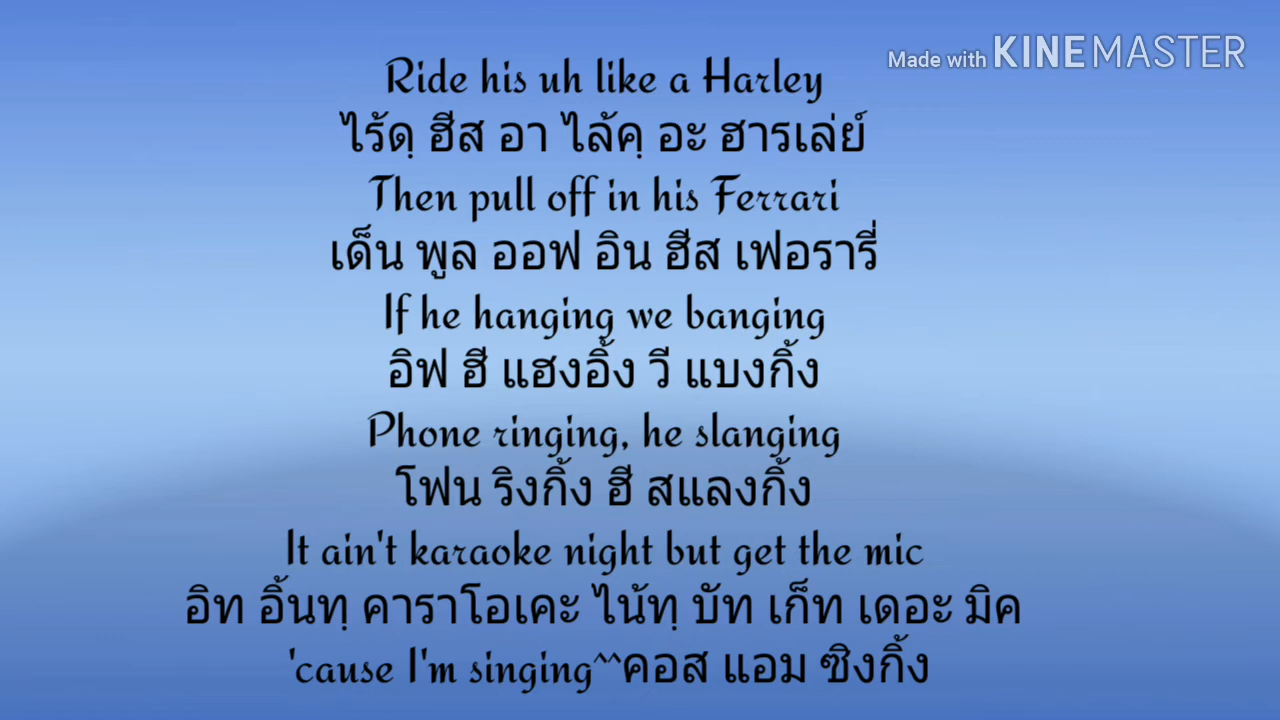 Made with KINEMASTER
Ride his uh like a Harley
ไร้ดฺ ฮีส อา ไล้คฺ อะ ฮารเล่ย์
Then pull off in his Ferrari
เด็น พูล ออฟ อิน ฮีส เฟอรารี่
If he hanging we banging
อิฟ ฮี แฮงอิ้ง วี แบงกิ้ง
Phone ringing, he slanging
โฟน ริงกิ้ง ฮี สแลงกิ้ง
It ain't karaoke night but get the mic
อิท อิ้นทฺ คาราโอเคะ ไน้ทฺ บัท เก็ท เดอะ มิค
'cause I'm singing^^คอส แอม ซิงกิ้ง